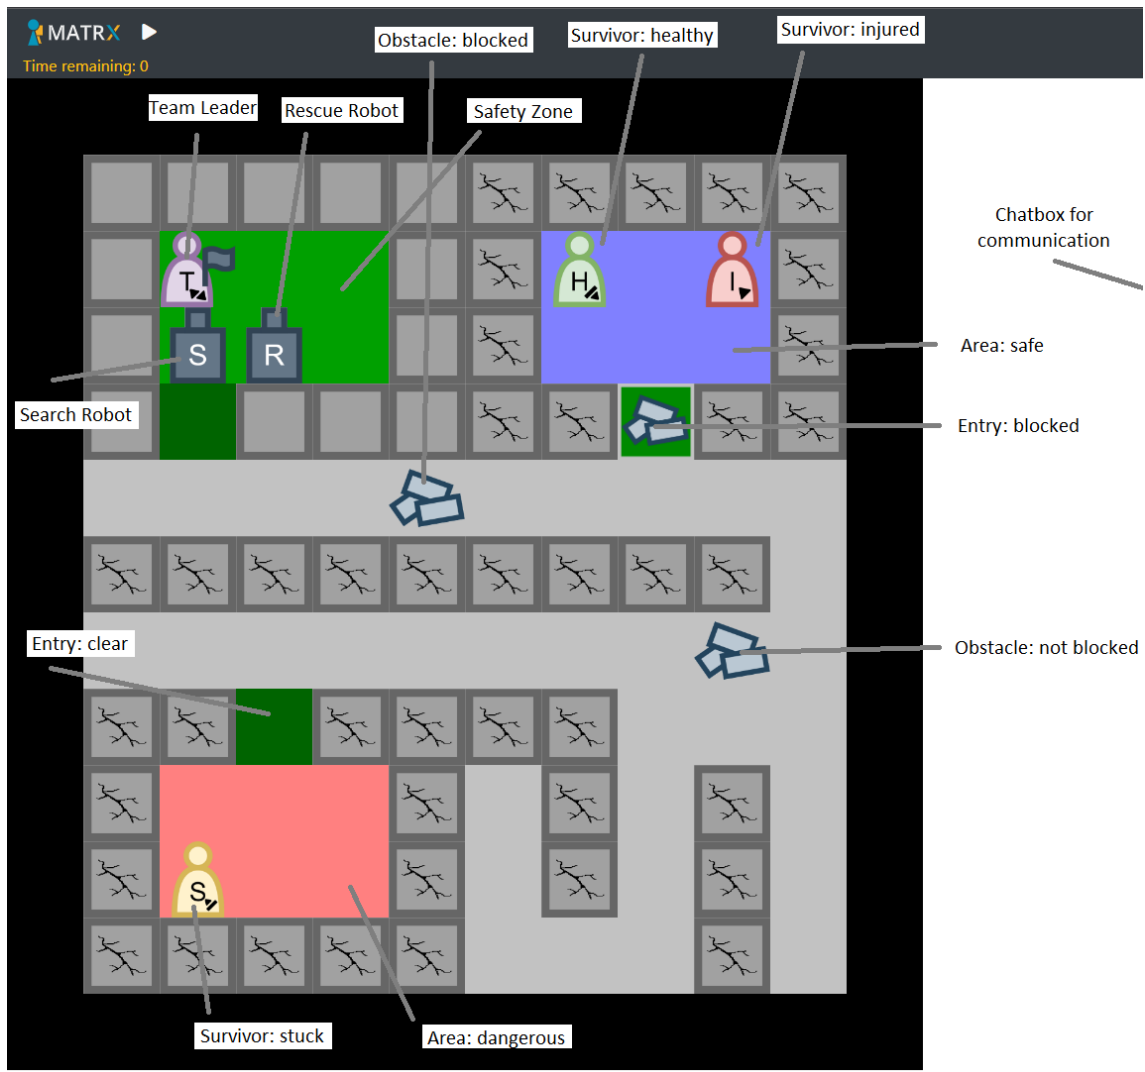 MATRX
Time remaining: 0
Obstacle: blocked
Survivor: healthy
Survivor: injured
Team Leader
Rescue Robot
Safety Zone
Chatbox for
communication
T
H
I
S
R
Area: safe
Search Robot
Entry: blocked
Entry: clear
Obstacle: not blocked
S
Survivor: stuck
Area: dangerous